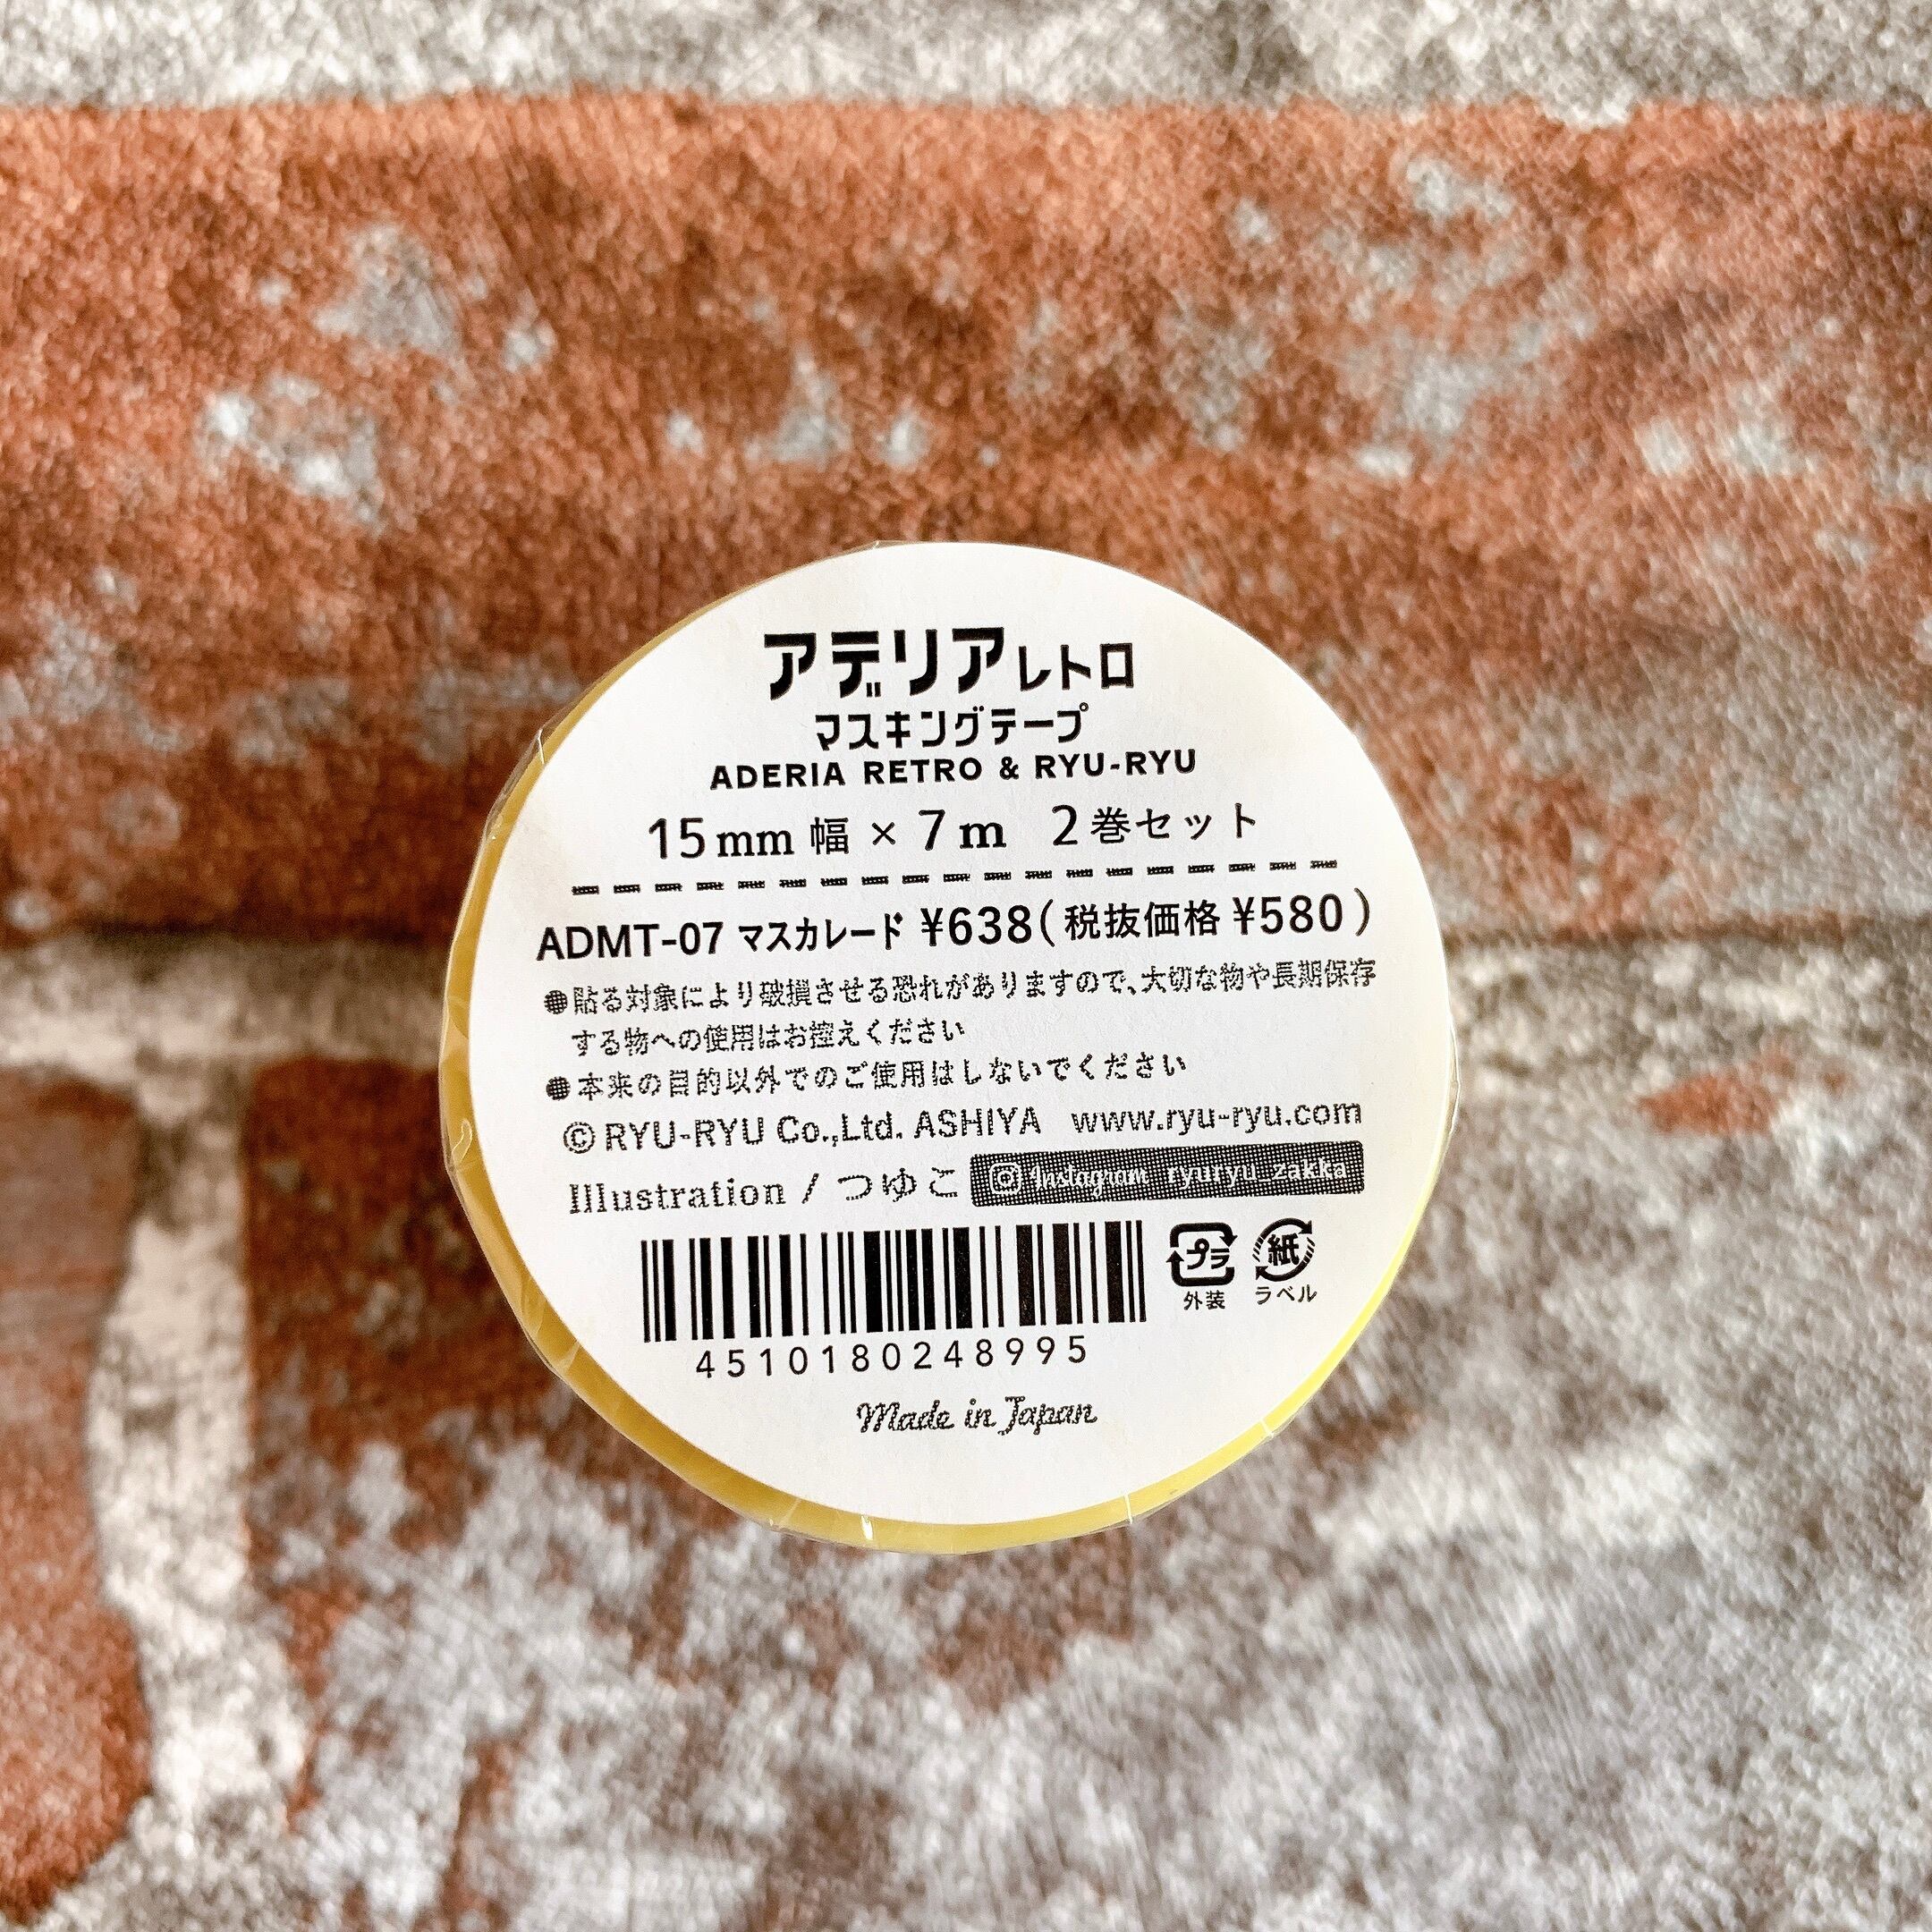 アデリアレトロ
マスキングテープ
ADERIA RETRO & RYU-RYU
15mm幅×7m 2巻セット
ADMT-07 マスカレード ¥638(税抜価格¥580)
●貼る対象により破損させる恐れがありますので、大切な物や長期保存
する物への使用はお控えください
●本来の目的以外でのご使用はしないでください
©RYU-RYU Co.,Ltd. ASHIYA www.ryu-ryu.com
Illustration / つゆこ Instagram ryuryu_zakka
プラ 紙
外装 ラベル
4510180248995
Made in Japan